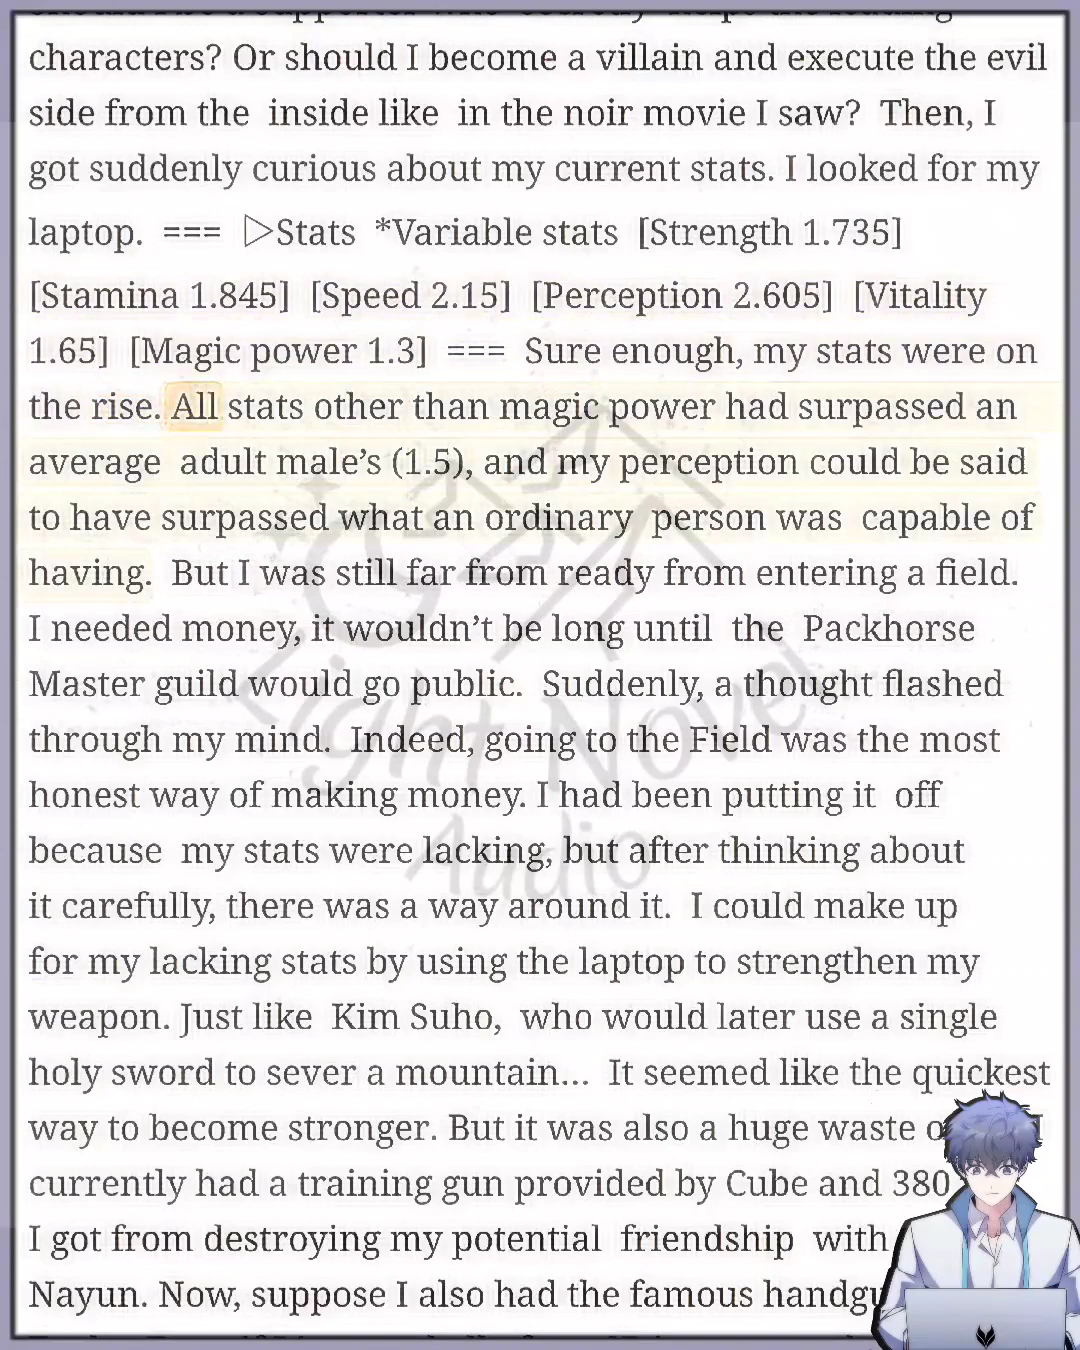 characters? Or should I become a villain and execute the evil
side from the inside like in the noir movie I saw? Then, I
got suddenly curious about my current stats. I looked for my
laptop. === ▷Stats *Variable stats [Strength 1.735]
[Stamina 1.845] [Speed 2.15] [Perception 2.605] [Vitality
1.65] [Magic power 1.3] === Sure enough, my stats were on
the rise. All stats other than magic power had surpassed an
average adult male’s (1.5), and my perception could be said
to have surpassed what an ordinary person was capable of
having. But I was still far from ready from entering a field.
I needed money, it wouldn’t be long until the Packhorse
Master guild would go public. Suddenly, a thought flashed
through my mind. Indeed, going to the Field was the most
honest way of making money. I had been putting it off
because my stats were lacking, but after thinking about
it carefully, there was a way around it. I could make up
for my lacking stats by using the laptop to strengthen my
weapon. Just like Kim Suho, who would later use a single
holy sword to sever a mountain... It seemed like the quickest
way to become stronger. But it was also a huge waste I
currently had a training gun provided by Cube and 380
I got from destroying my potential friendship with
Nayun. Now, suppose I also had the famous
Light Novel
Audio